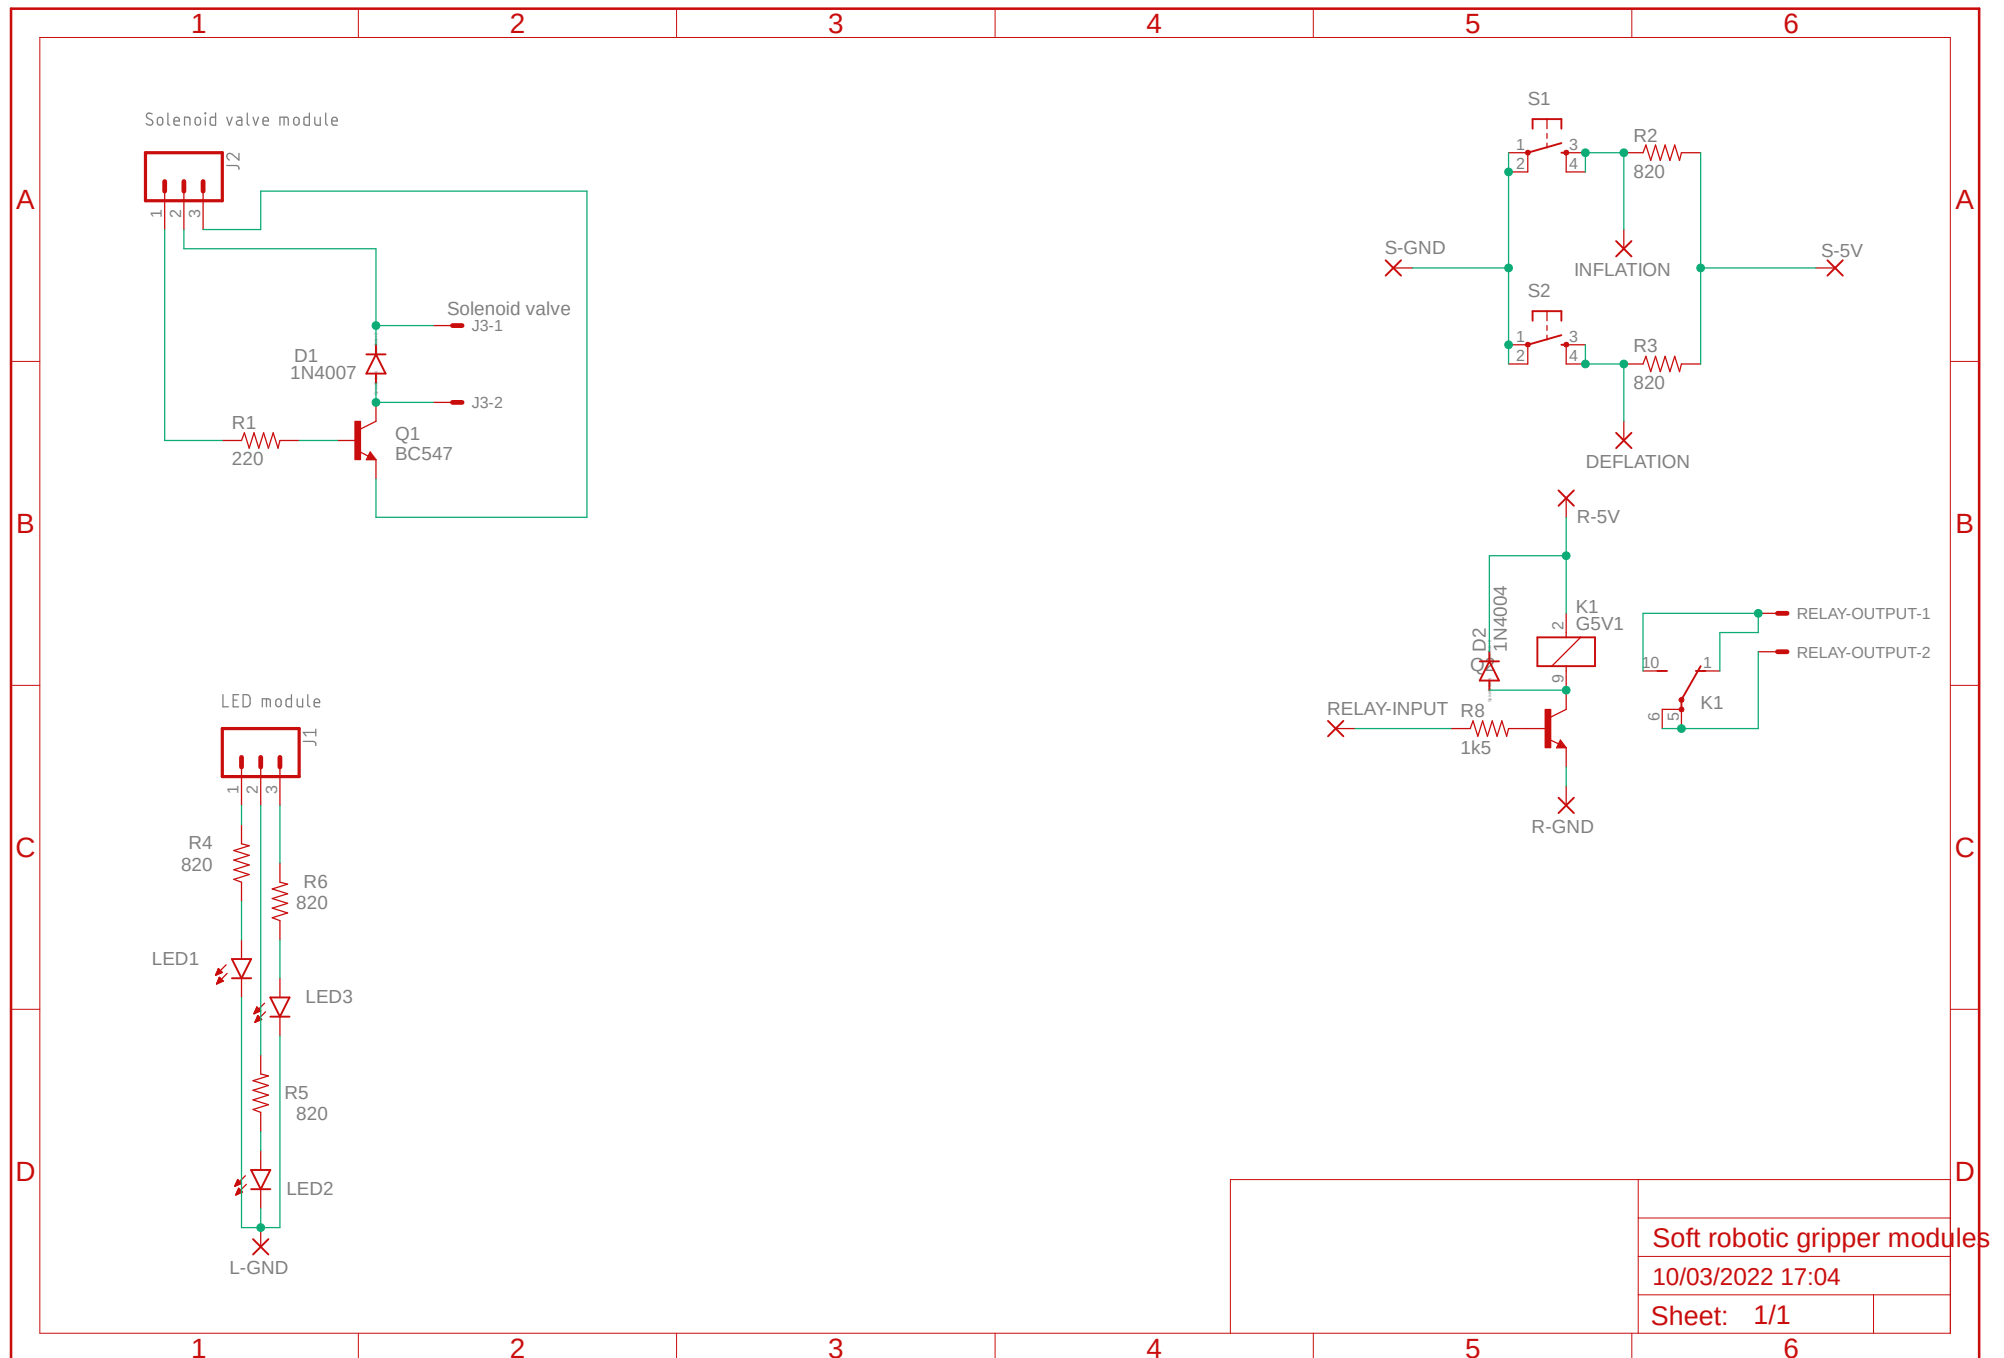 1 2 3 4 5 6
A
A
B
B
C
C
D
D
Solenoid valve module
J2
1 2 3
Solenoid valve
J3-1
D1
1N4007
J3-2
R1
220
Q1
BC547
LED module
J1
1 2 3
R4
820
R6
820
LED1
LED3
R5
820
LED2
L-GND
S1
1 3
2 4
R2
820
S-GND
INFLATION
S-5V
S2
1 3
2 4
R3
820
DEFLATION
R-5V
D2
1N4004
K1
G5V1
2
9
RELAY-INPUT
R8
1k5
R-GND
RELAY-OUTPUT-1
RELAY-OUTPUT-2
10 1
K1
6 5
Soft robotic gripper modules
10/03/2022 17:04
Sheet: 1/1
1 2 3 4 5 6